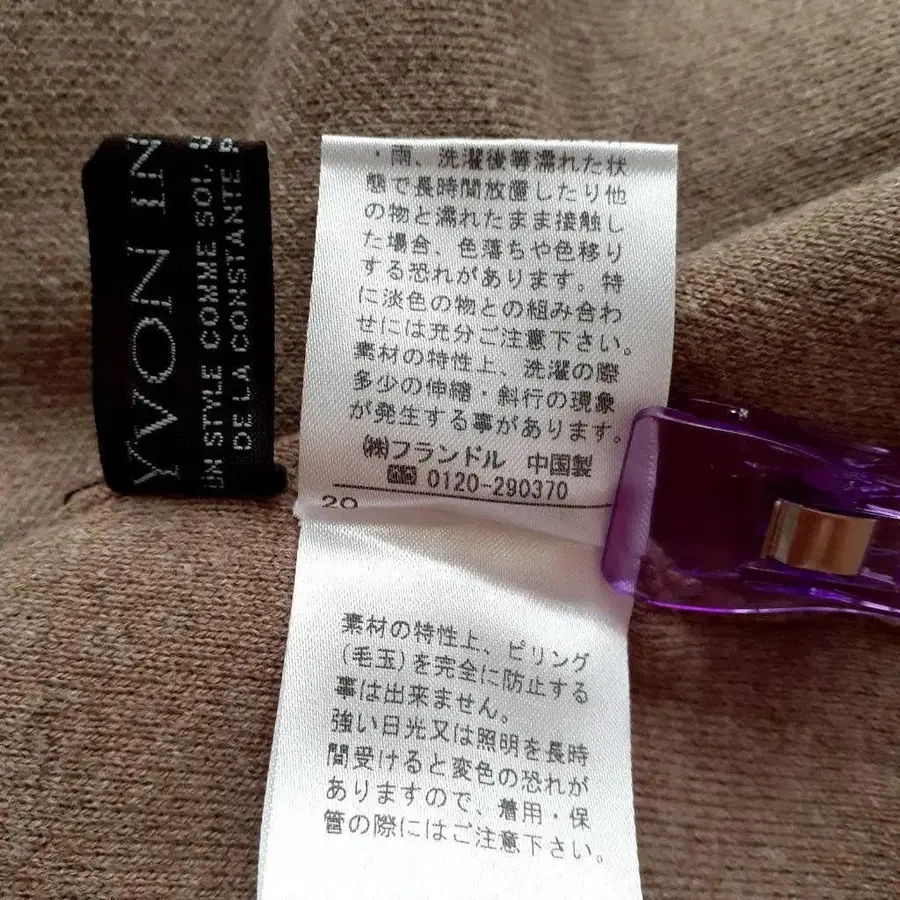 YVON IN
UN STYLE COMME SOI,
DE LA CONSTANTE
・雨、洗濯後等濡れた状
態で長時間放置したり他
の物と濡れたまま接触し
た場合、色落ちや色移り
する恐れがあります。特
に淡色の物との組み合わ
せには充分ご注意下さい。
素材の特性上、洗濯の際
多少の伸縮・斜行の現象
が発生する事があります。
㈱フランドル 中国製
0120-290370
20
素材の特性上、ピリング
(毛玉)を完全に防止する
事は出来ません。
強い日光又は照明を長時
間受けると変色の恐れが
ありますので、着用・保
管の際にはご注意下さい。